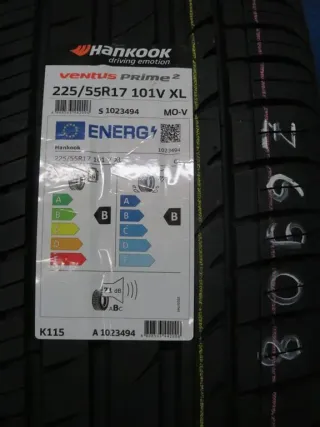 HANKOOK
driving emotion
VENTUS PRIME2
225/55R17 101V XL
S 1023494 MO-V
ENERG
Hankook 1023494
225/55R17 101V XL
A
B
C
D
E
B
A
B
C
D
E
B
71 dB
ABC
K115 A 1023494